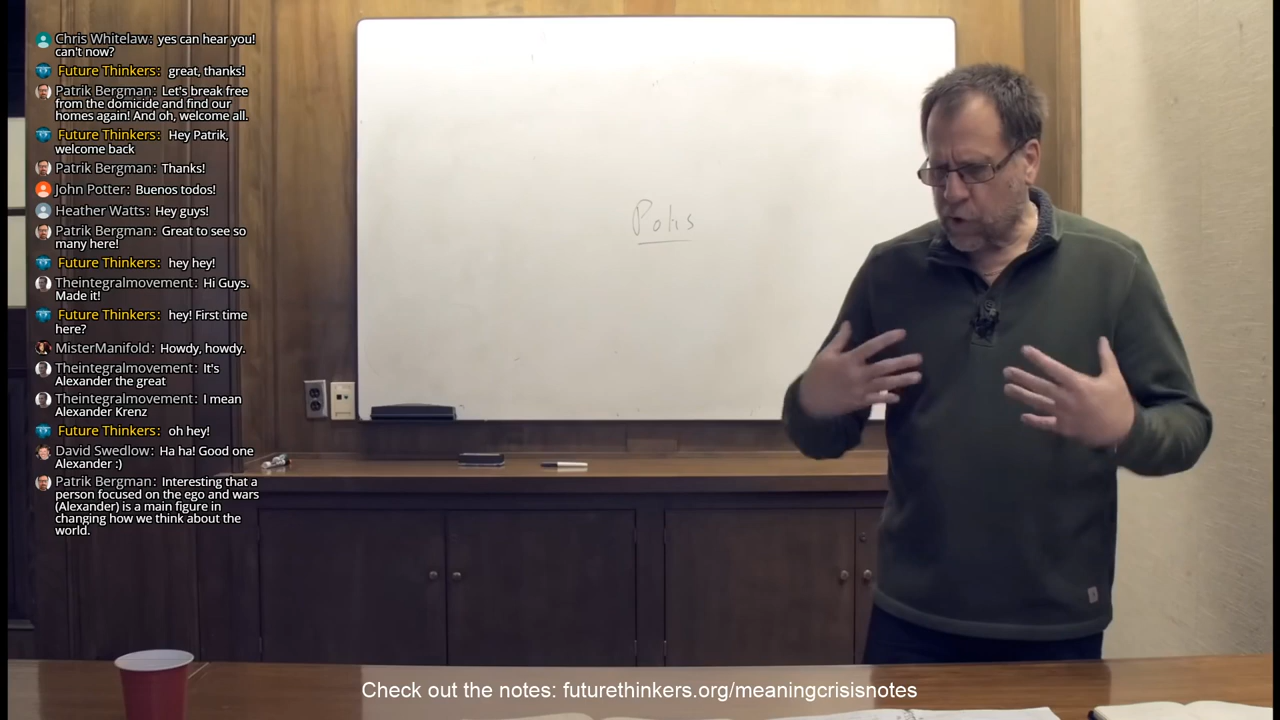 Chris Whitelaw: yes can hear you!
can't now?
Future Thinkers: great, thanks!
Patrik Bergman: Let's break free
from the domicide and find our
homes again! And oh, welcome all.
Future Thinkers: Hey Patrik,
welcome back
Patrik Bergman: Thanks!
John Potter: Buenos todos!
Heather Watts: Hey guys!
Patrik Bergman: Great to see so
many here!
Future Thinkers: hey hey!
Theintegralmovement: Hi Guys.
Made it!
Future Thinkers: hey! First time
here?
MisterManifold: Howdy, howdy.
Theintegralmovement: It's
Alexander the great
Theintegralmovement: I mean
Alexander Krenz
Future Thinkers: oh hey!
David Swedlow: Ha ha! Good one
Alexander :)
Patrik Bergman: Interesting that a
person focused on the ego and wars
(Alexander) is a main figure in
changing how we think about the
world.
Polis
Check out the notes: futurethinkers.org/meaningcrisisnotes